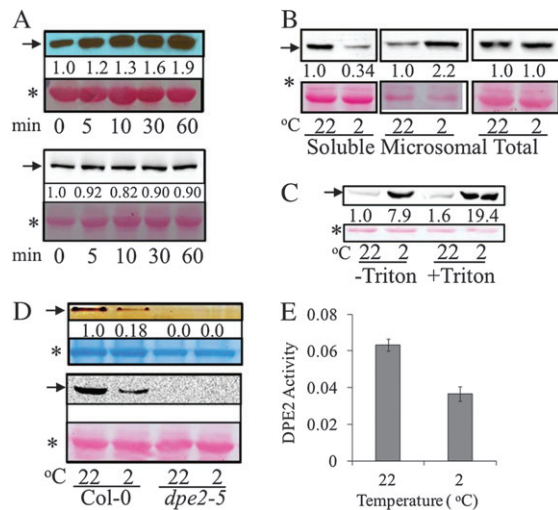 A
1.0 1.2 1.3 1.6 1.9
*
min 0 5 10 30 60
1.0 0.92 0.82 0.90 0.90
*
min 0 5 10 30 60
B
1.0 0.34 1.0 2.2 1.0 1.0
*
°C 22 2 22 2 22 2
Soluble Microsomal Total
C
1.0 7.9 1.6 19.4
*
°C 22 2 22 2
-Triton +Triton
D
1.0 0.18 0.0 0.0
*
*
°C 22 2 22 2
Col-0 dpe2-5
E
DPE2 Activity
0.08
0.06
0.04
0.02
0
22 2
Temperature ( °C)